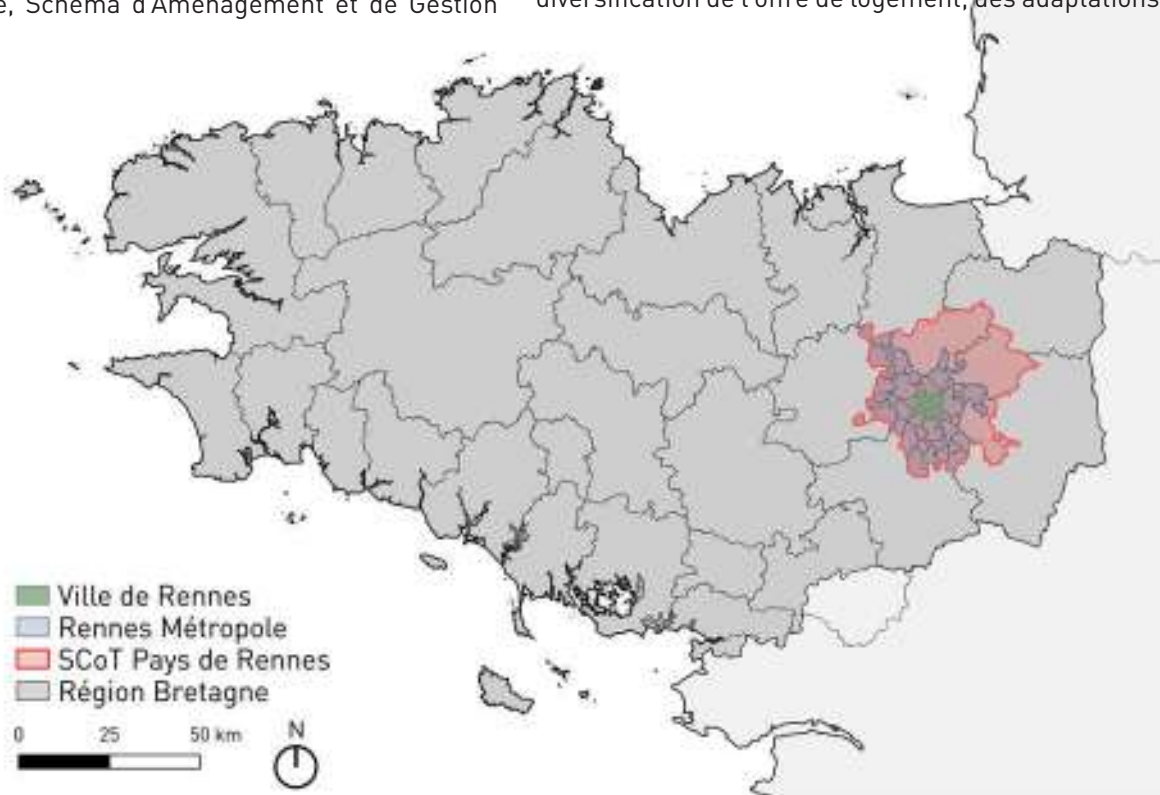 Schéma d'Aménagement et de Gestion
diversification de l'offre de logement, des adaptations
Ville de Rennes
Rennes Métropole
SCoT Pays de Rennes
Région Bretagne
0 25 50 km
N